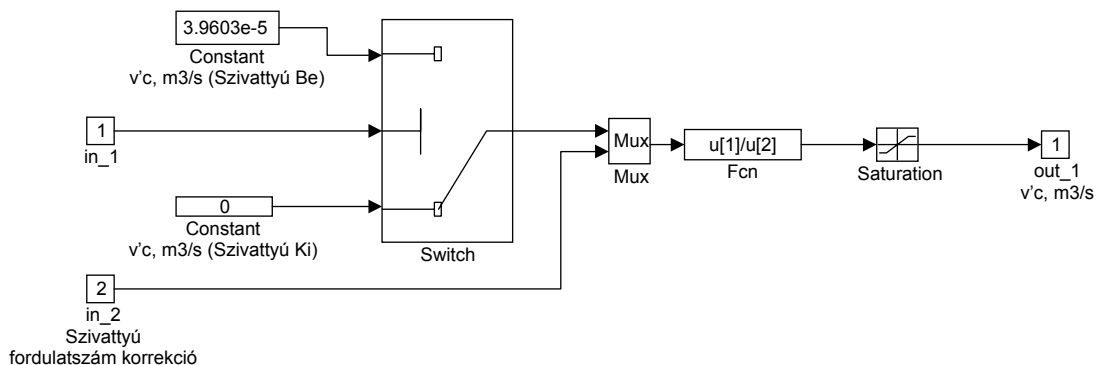 3.9603e-5
Constant
v'c, m3/s (Szivattyú Be)
1
in_1
0
Constant
v'c, m3/s (Szivattyú Ki)
Switch
2
in_2
Szivattyú
fordulatszám korrekció
Mux
Mux
u[1]/u[2]
Fcn
Saturation
1
out_1
v'c, m3/s